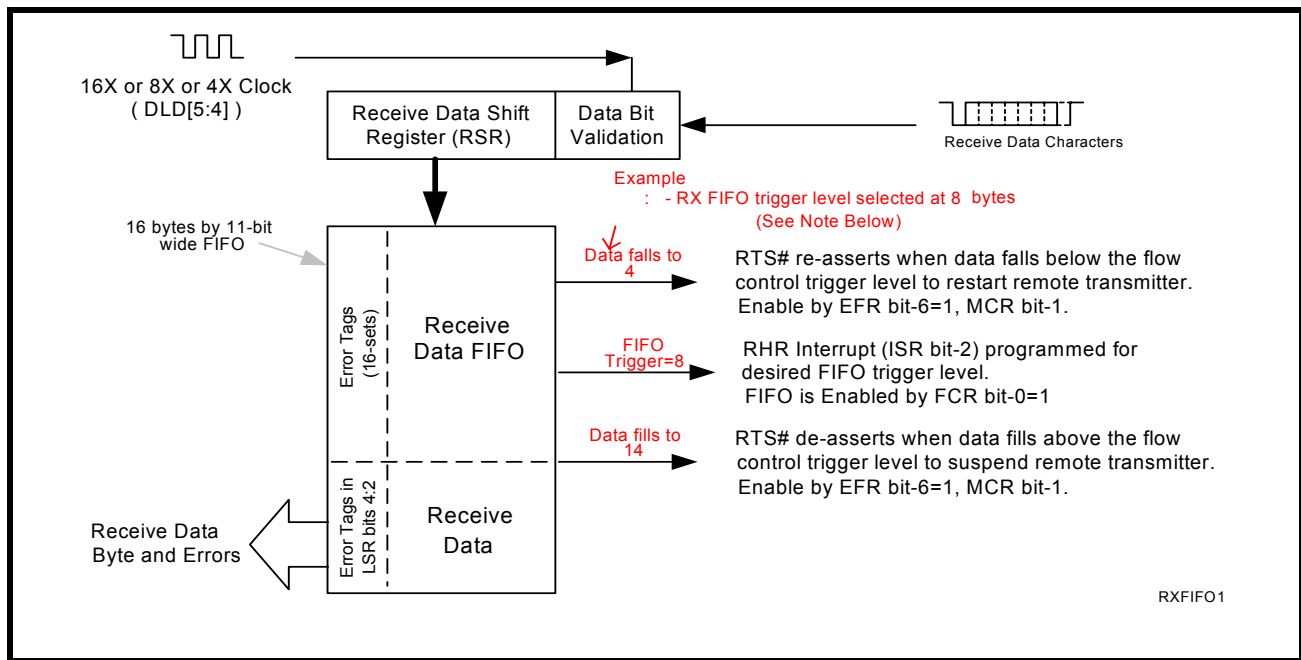 16X or 8X or 4X Clock
( DLD[5:4] )
Receive Data Shift
Register (RSR)
Data Bit
Validation
Receive Data Characters
Example
: - RX FIFO trigger level selected at 8 bytes
(See Note Below)
16 bytes by 11-bit
wide FIFO
Error Tags
(16-sets)
Receive
Data FIFO
Data falls to
4
RTS# re-asserts when data falls below the flow
control trigger level to restart remote transmitter.
Enable by EFR bit-6=1, MCR bit-1.
FIFO
Trigger=8
RHR Interrupt (ISR bit-2) programmed for
desired FIFO trigger level.
FIFO is Enabled by FCR bit-0=1
Data fills to
14
RTS# de-asserts when data fills above the flow
control trigger level to suspend remote transmitter.
Enable by EFR bit-6=1, MCR bit-1.
Error Tags in
LSR bits 4:2
Receive
Data
Receive Data
Byte and Errors
RXFIFO1